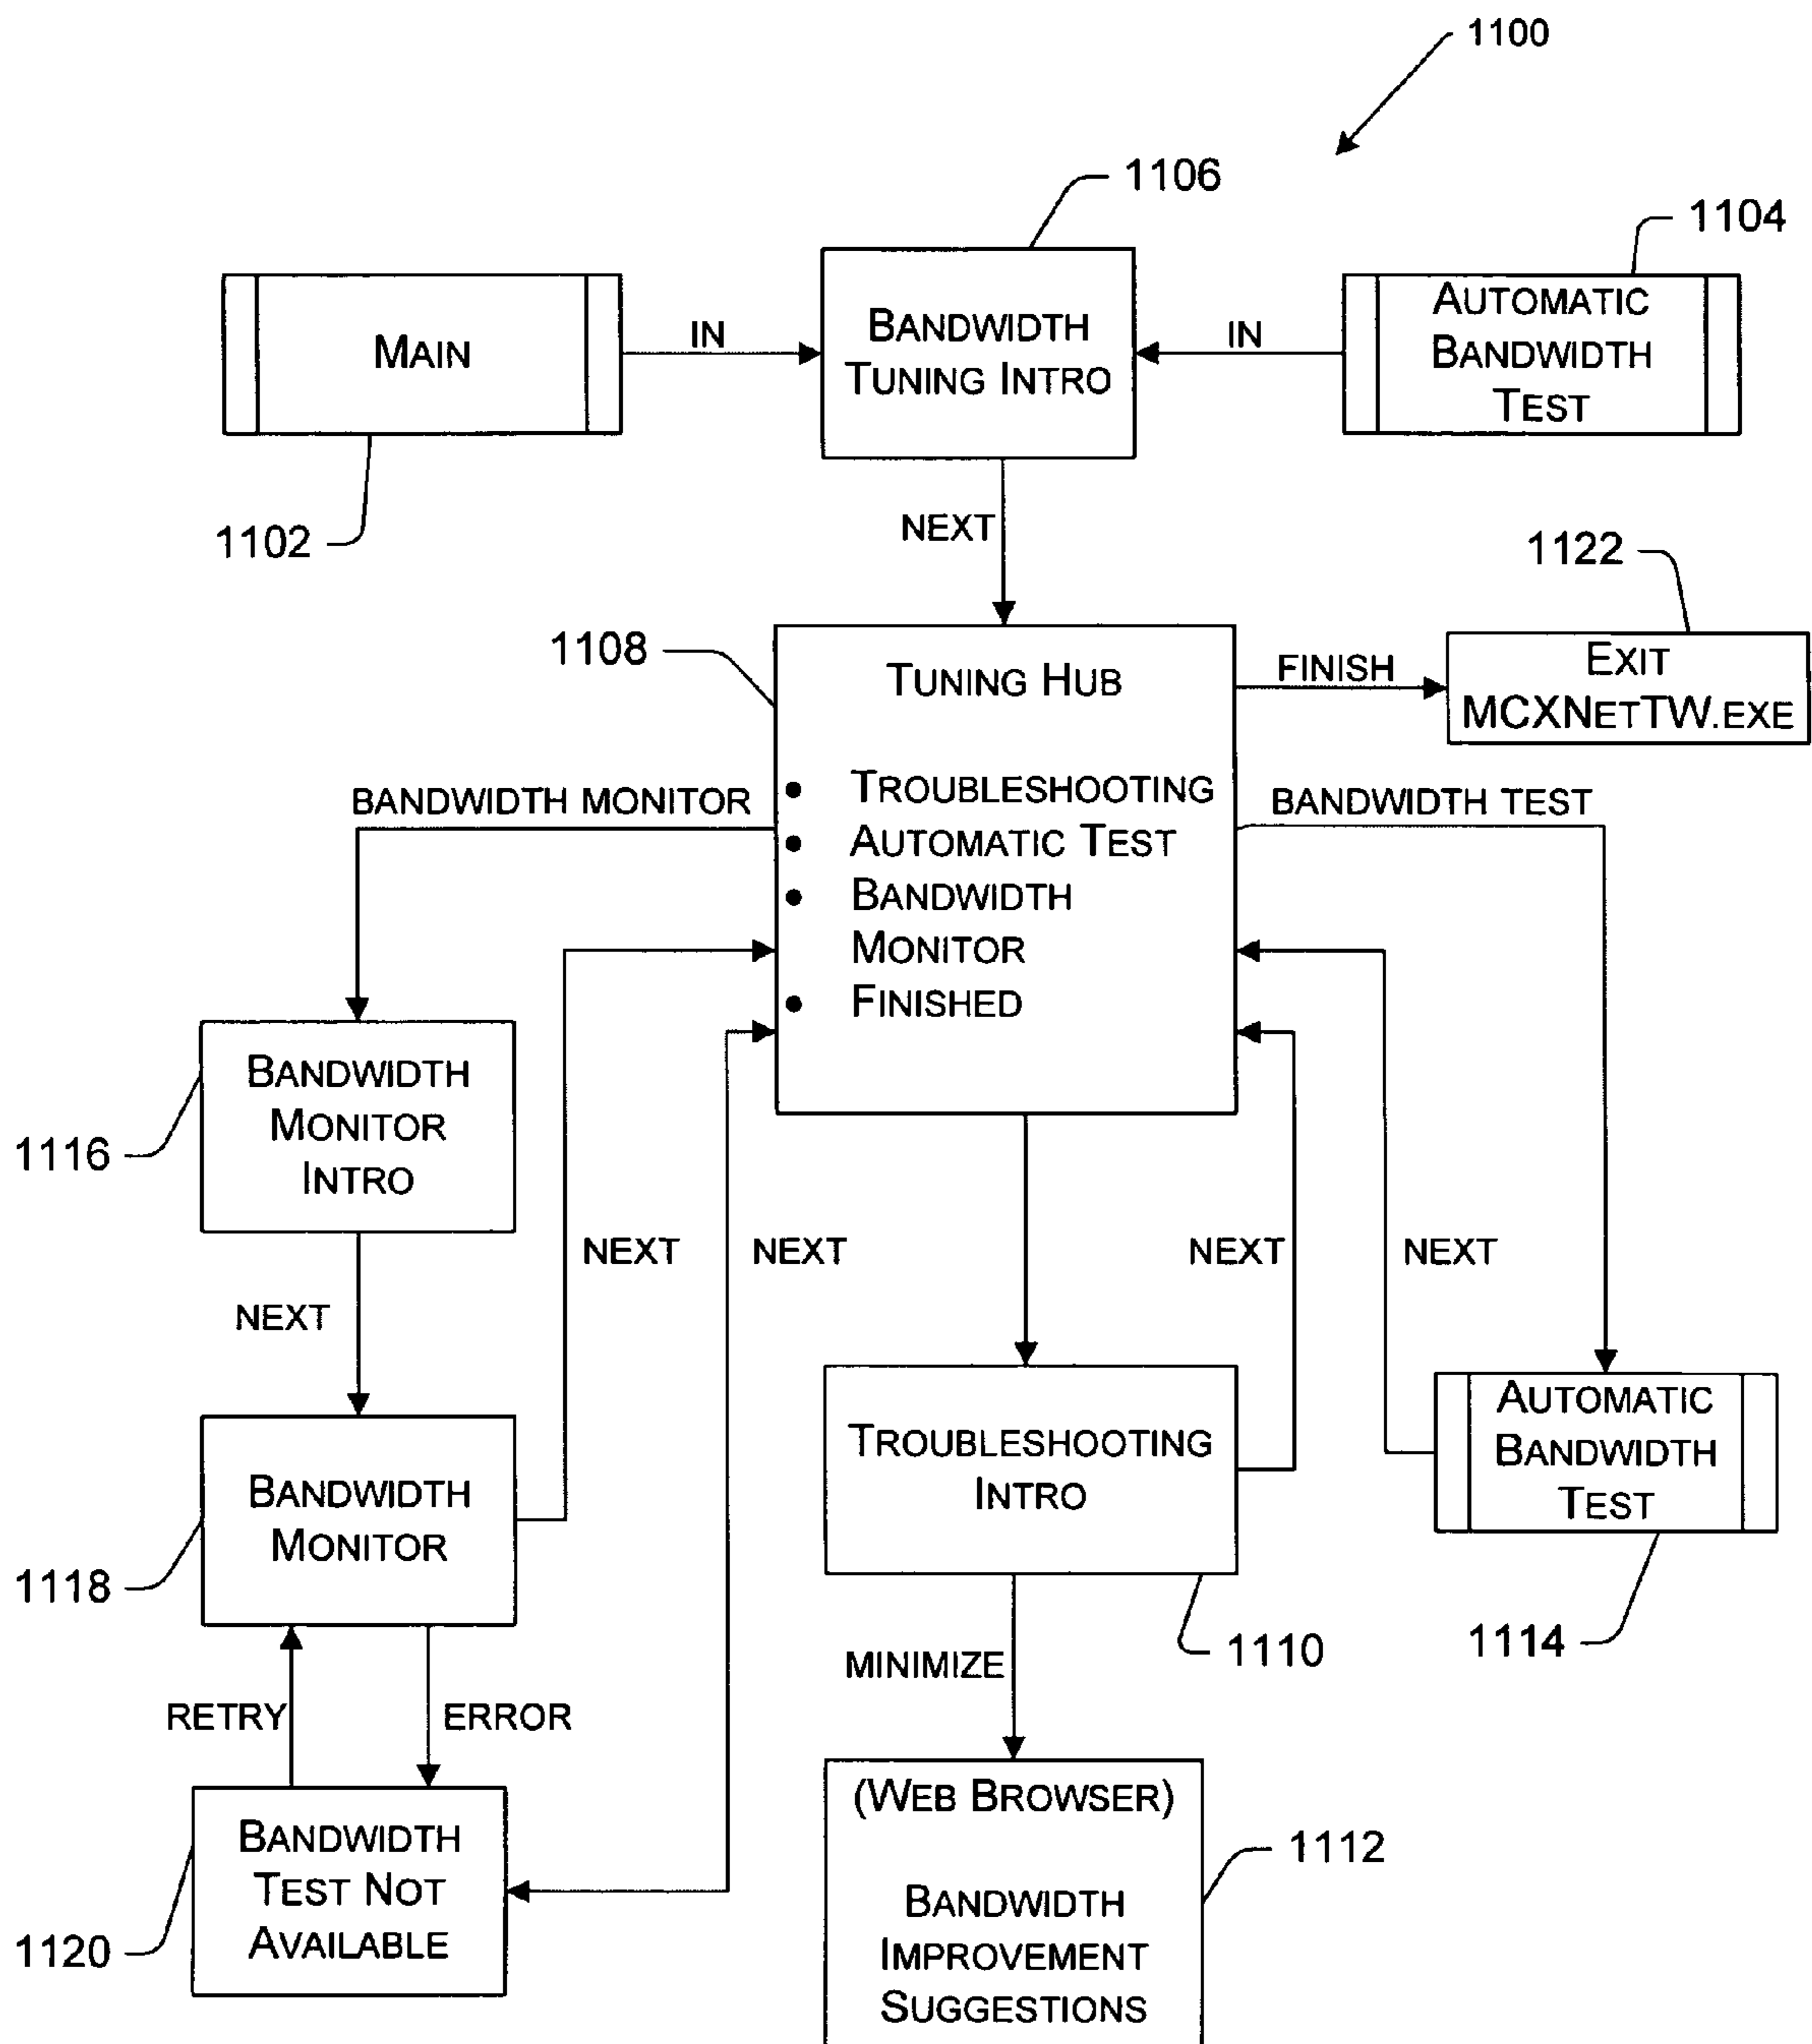 1100
1106
1104
MAIN
IN
BANDWIDTH
TUNING INTRO
IN
AUTOMATIC
BANDWIDTH
TEST
1102
NEXT
1122
1108
TUNING HUB
FINISH
EXIT
MCXNETTW.EXE
• TROUBLESHOOTING
• AUTOMATIC TEST
• BANDWIDTH
MONITOR
• FINISHED
BANDWIDTH MONITOR
BANDWIDTH TEST
BANDWIDTH
MONITOR
INTRO
1116
NEXT
NEXT
NEXT
NEXT
NEXT
BANDWIDTH
MONITOR
1118
TROUBLESHOOTING
INTRO
1110
AUTOMATIC
BANDWIDTH
TEST
1114
RETRY
ERROR
MINIMIZE
BANDWIDTH
TEST NOT
AVAILABLE
1120
(WEB BROWSER)
BANDWIDTH
IMPROVEMENT
SUGGESTIONS
1112